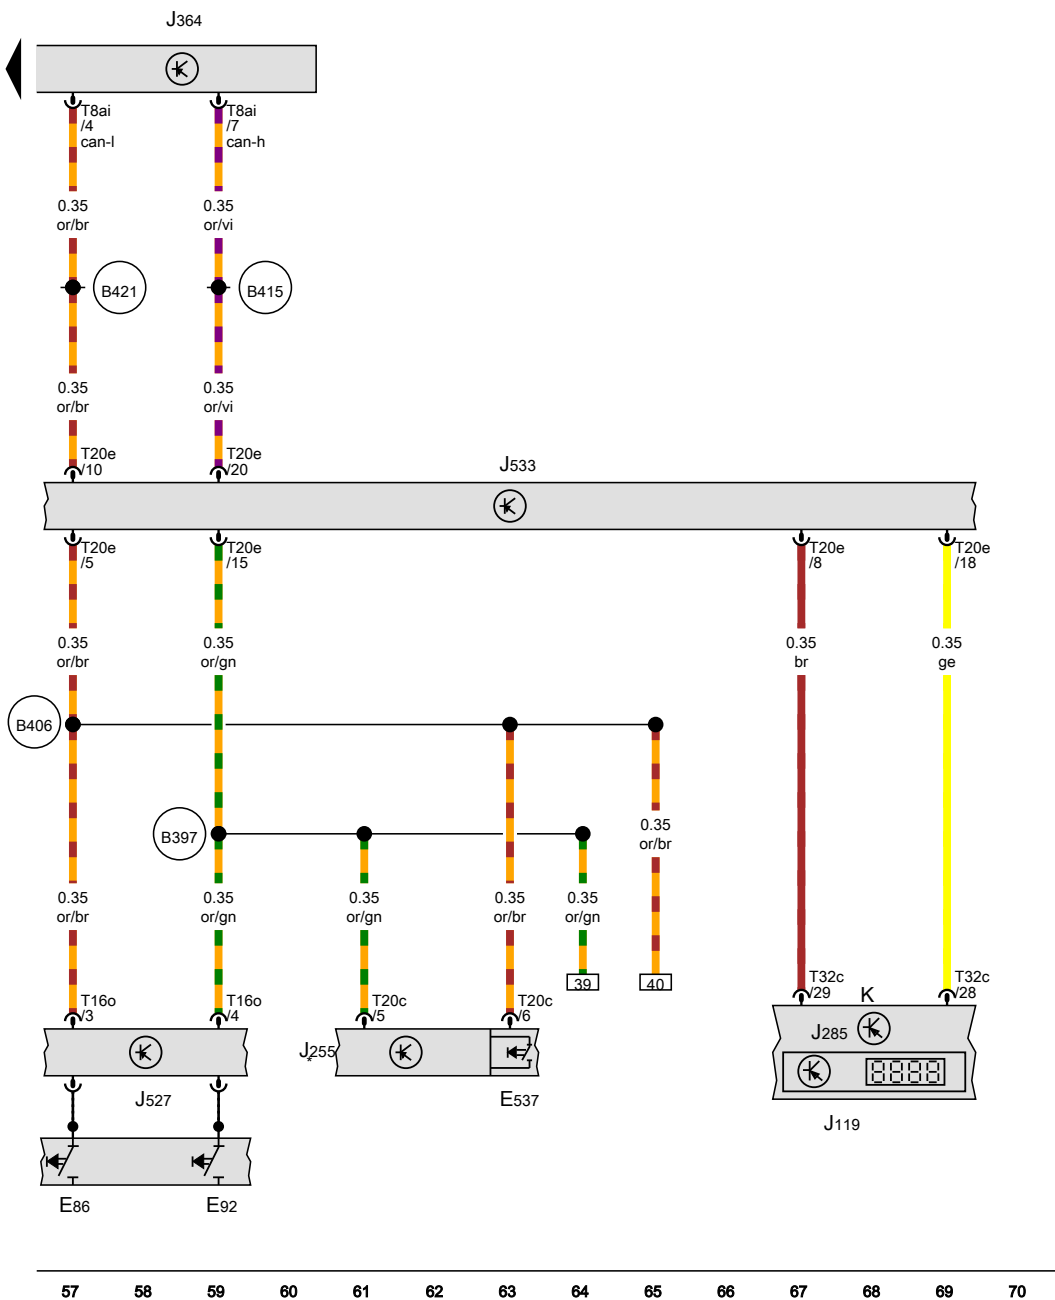 J364
T8ai
/4
can-l
T8ai
/7
can-h
0.35
or/br
0.35
or/vi
B421
B415
0.35
or/br
0.35
or/vi
T20e
/10
T20e
/20
J533
T20e
/5
T20e
/15
T20e
/8
T20e
/18
0.35
or/br
0.35
or/gn
0.35
br
0.35
ge
B406
B397
0.35
or/br
0.35
or/br
0.35
or/gn
0.35
or/gn
0.35
or/br
0.35
or/gn
39
40
T16o
/3
T16o
/4
T20c
/5
T20c
/6
T32c
/29
K
T32c
/28
J285
J255
*
J527
E537
J119
E86
E92
57 58 59 60 61 62 63 64 65 66 67 68 69 70